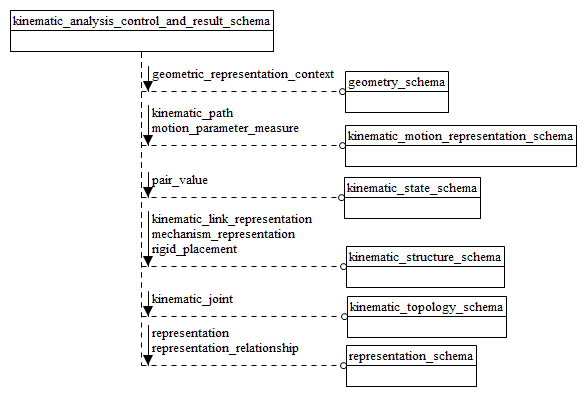 kinematic_analysis_control_and_result_schema
geometric_representation_context
geometry_schema
kinematic_path
motion_parameter_measure
kinematic_motion_representation_schema
pair_value
kinematic_state_schema
kinematic_link_representation
mechanism_representation
rigid_placement
kinematic_structure_schema
kinematic_joint
kinematic_topology_schema
representation
representation_relationship
representation_schema